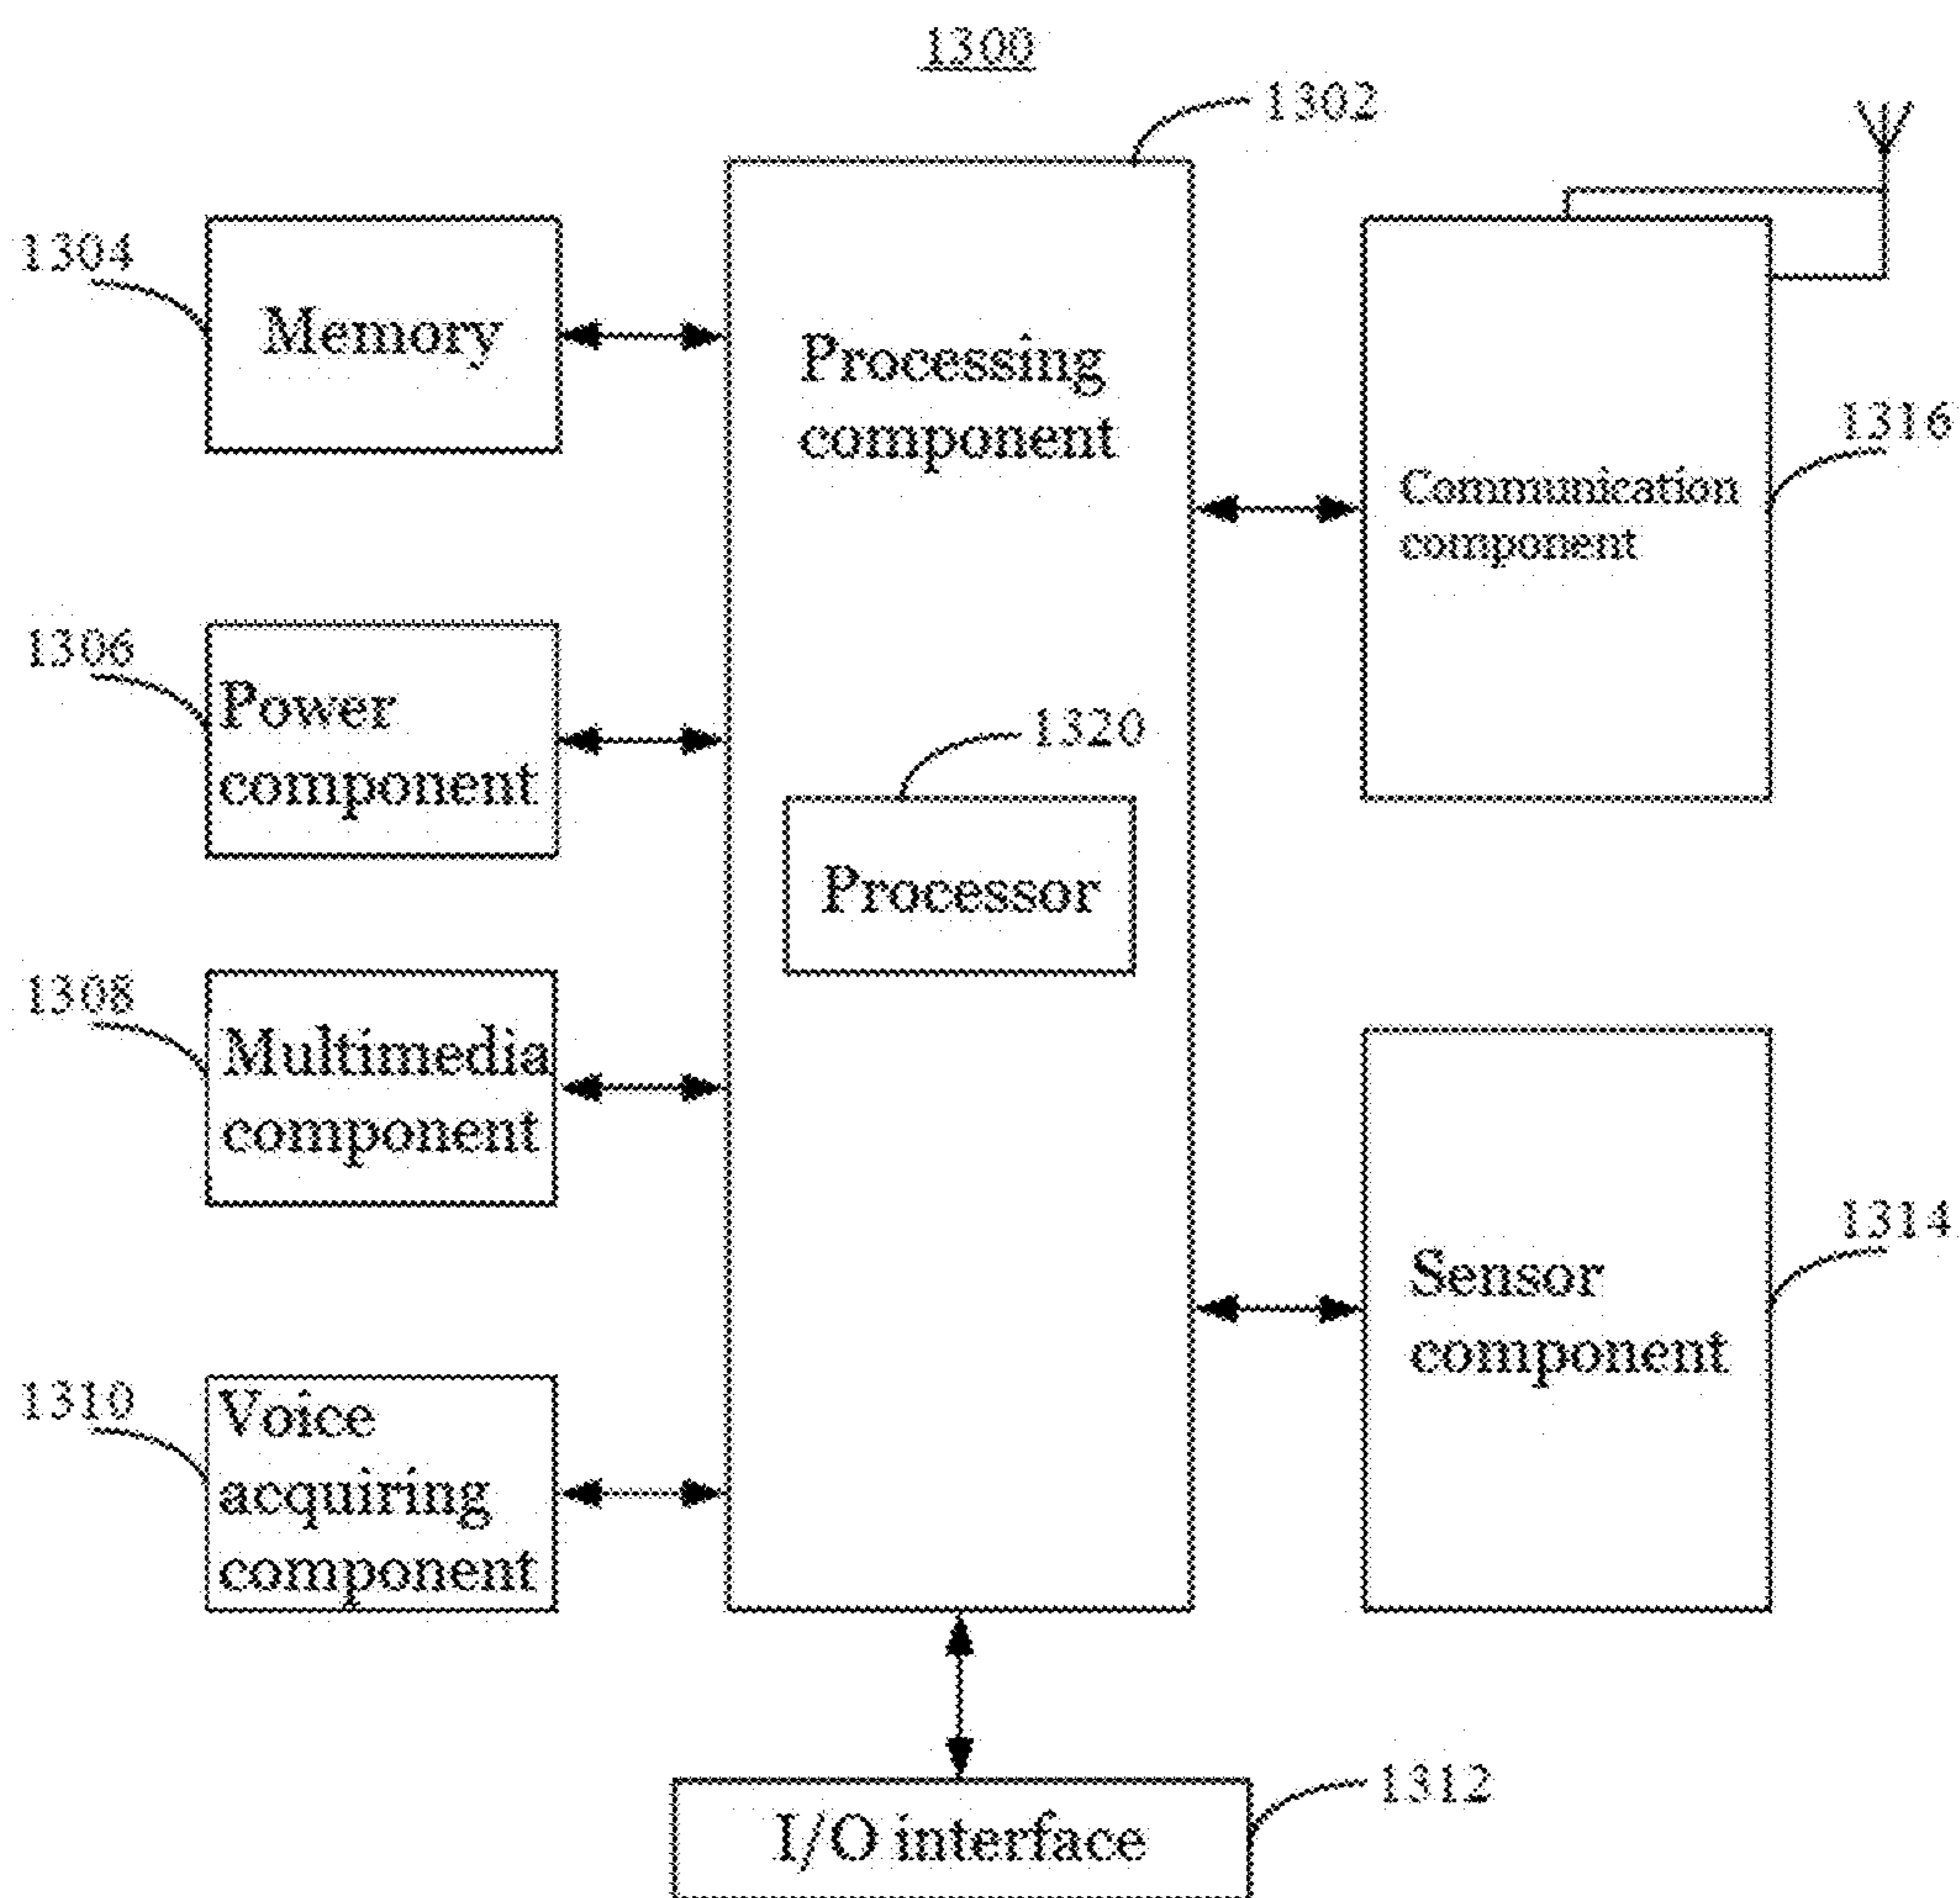 1300
1302
1304
Memory
Processing
component
1316
Communication
component
1306
Power
component
1320
Processor
1308
Multimedia
component
1314
Sensor
component
1310
Voice
acquiring
component
1312
I/O interface